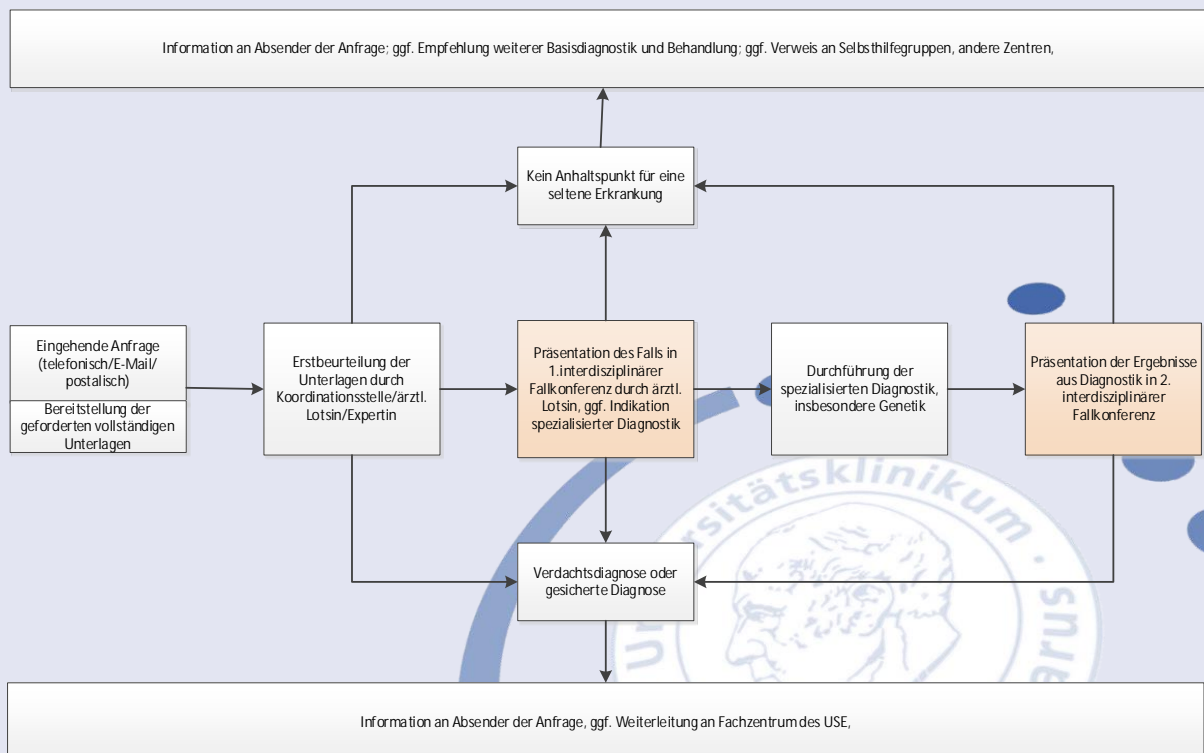 Information an Absender der Anfrage; ggf. Empfehlung weiterer Basisdiagnostik und Behandlung; ggf. Verweis an Selbsthilfegruppen, andere Zentren,
Kein Anhaltspunkt für eine
seltene Erkrankung
Eingehende Anfrage
(telefonisch/E-Mail/
postalisch)
Bereitstellung der
geforderten vollständigen
Unterlagen
Erstbeurteilung der
Unterlagen durch
Koordinationsstelle/ärztl.
Lotsin/Expertin
Präsentation des Falls in
1.interdisziplinärer
Fallkonferenz durch ärztl.
Lotsin, ggf. Indikation
spezialisierter Diagnostik
Durchführung der
spezialisierten Diagnostik,
insbesondere Genetik
Präsentation der Ergebnisse
aus Diagnostik in 2.
interdisziplinärer
Fallkonferenz
Verdachtsdiagnose oder
gesicherte Diagnose
Information an Absender der Anfrage, ggf. Weiterleitung an Fachzentrum des USE,